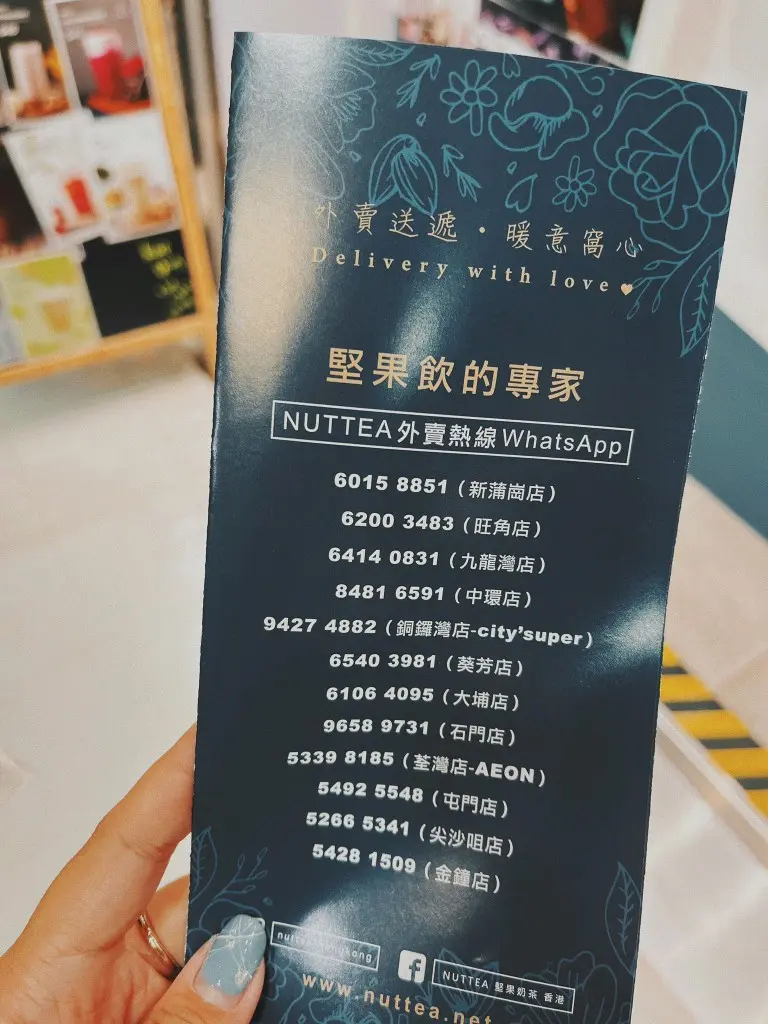 外賣送遞・暖意窩心
Delivery with love
堅果飲的專家
NUTTEA外賣熱線WhatsApp
6015 8851（新蒲崗店）
6200 3483（旺角店）
6414 0831（九龍灣店）
8481 6591（中環店）
9427 4882（銅鑼灣店-city’super）
6540 3981（葵芳店）
6106 4095（大埔店）
9658 9731（石門店）
5339 8185（荃灣店-AEON）
5492 5548（屯門店）
5266 5341（尖沙咀店）
5428 1509（金鐘店）
f
NUTTEA 堅果奶茶 香港
www.nuttea.net